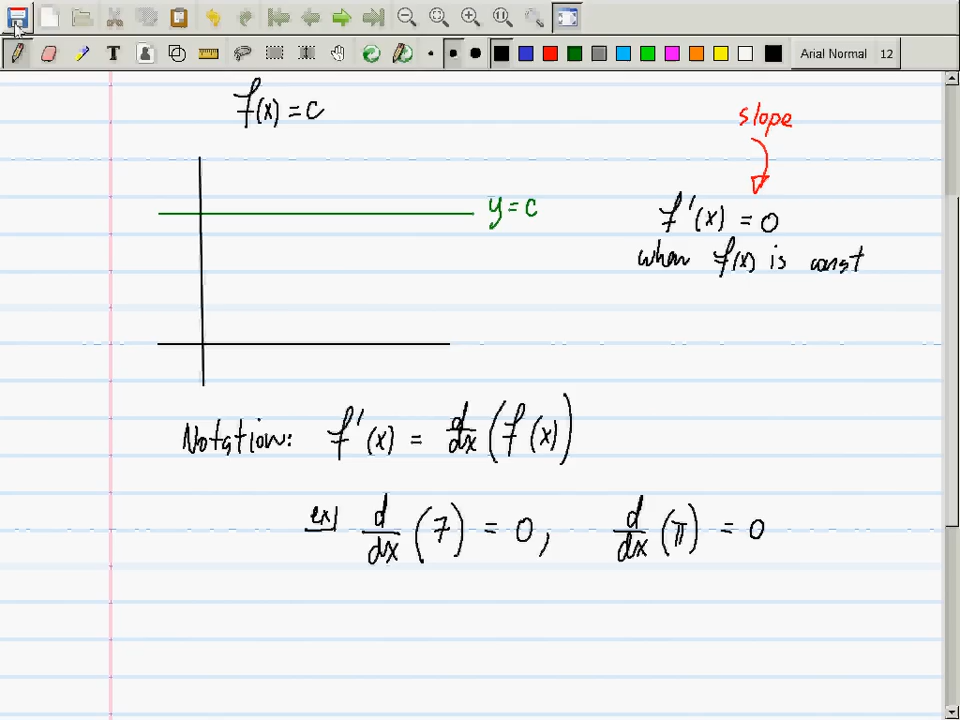 Arial Normal 12
f(x) = c
slope
y = c
f'(x) = 0
when f(x) is const
Notation: f'(x) = d/dx (f(x))
ex) d/dx (7) = 0, d/dx (π) = 0